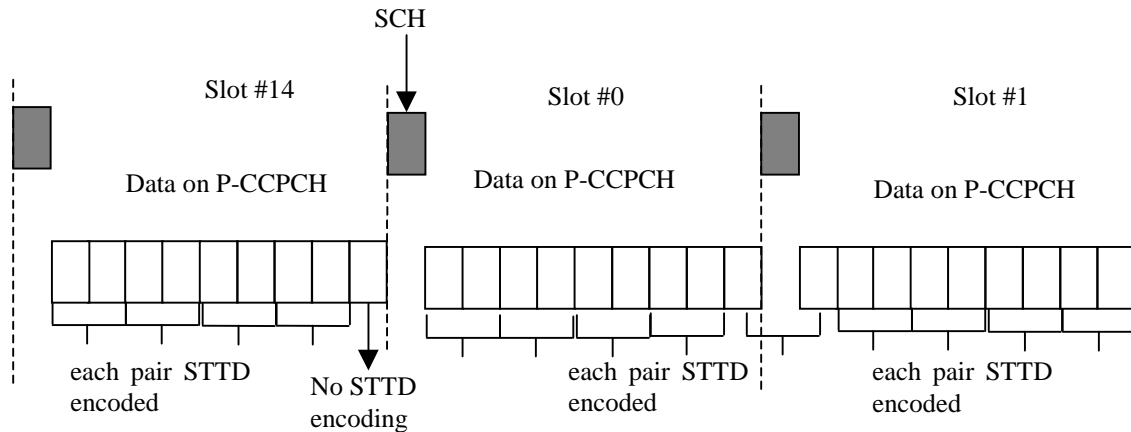 SCH
Slot #14
Slot #0
Slot #1
Data on P-CCPCH
Data on P-CCPCH
Data on P-CCPCH
each pair STTD
encoded
No STTD
encoding
each pair STTD
encoded
each pair STTD
encoded